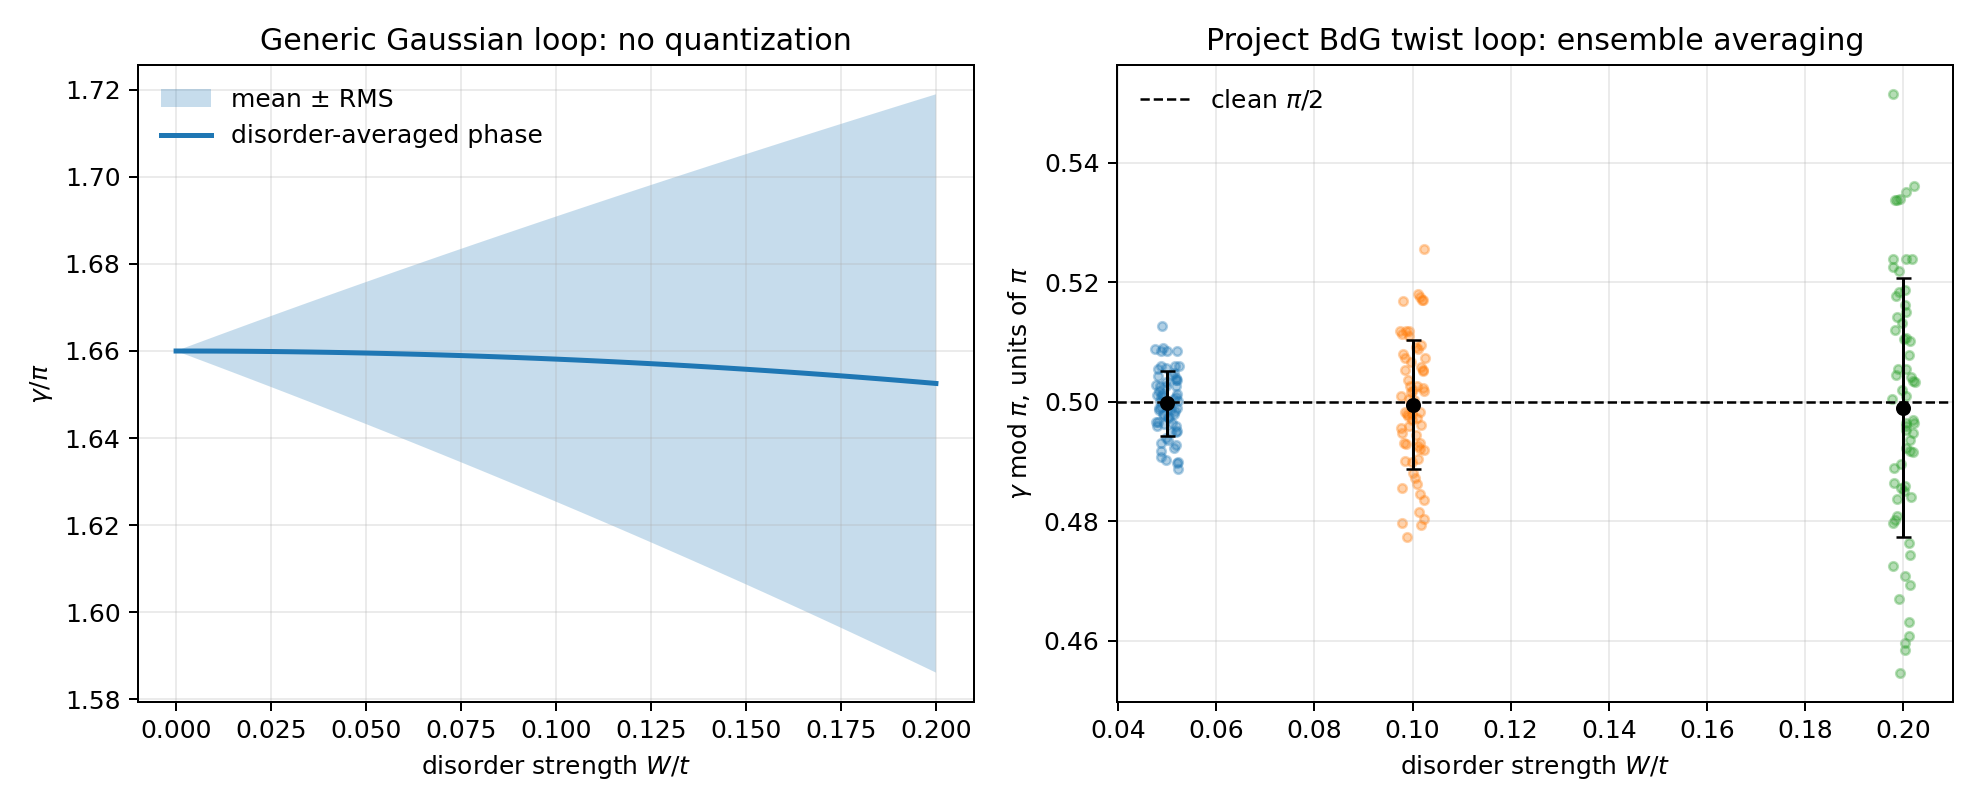 Generic Gaussian loop: no quantization
mean ± RMS
disorder-averaged phase
1.72
1.70
1.68
1.66
1.64
1.62
1.60
1.58
γ/π
0.000 0.025 0.050 0.075 0.100 0.125 0.150 0.175 0.200
disorder strength W/t
Project BdG twist loop: ensemble averaging
clean π/2
0.54
0.52
0.50
0.48
0.46
γ mod π, units of π
0.04 0.06 0.08 0.10 0.12 0.14 0.16 0.18 0.20
disorder strength W/t